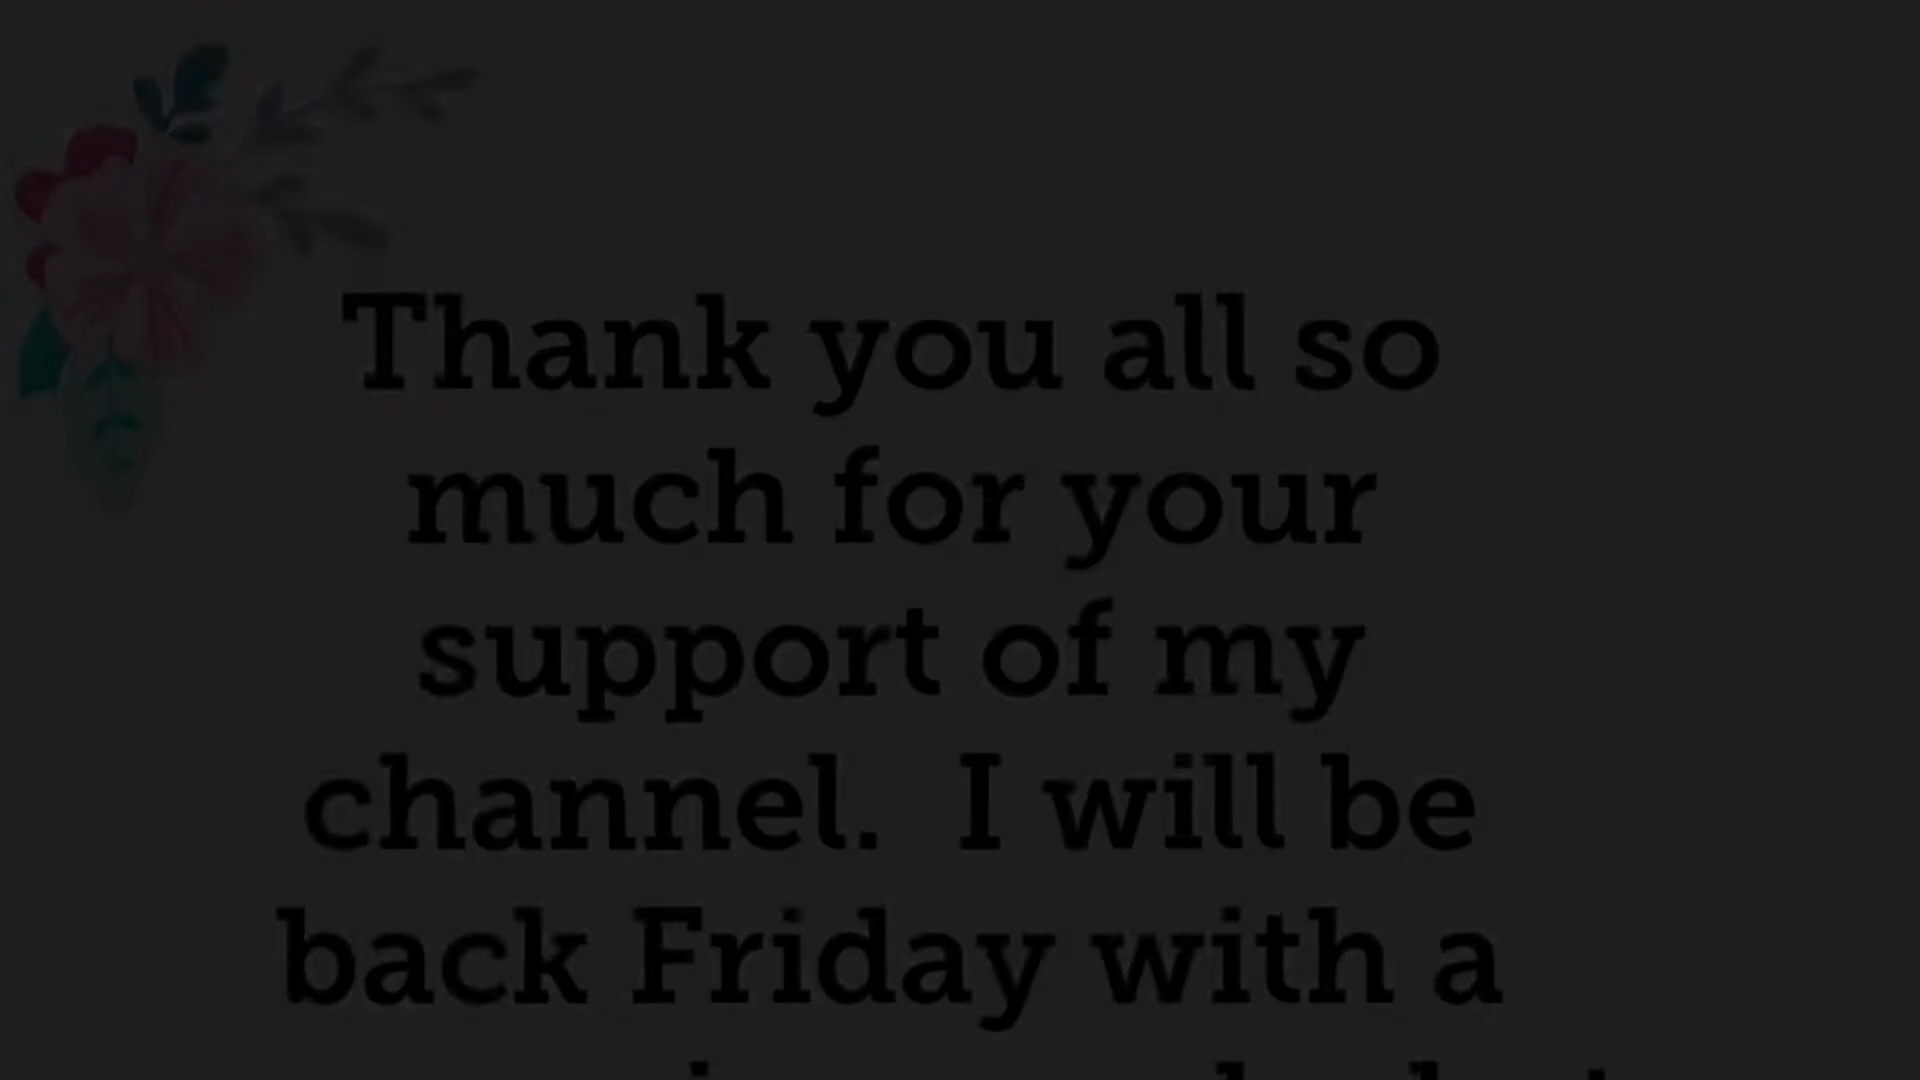 Thank you all so
much for your
support of my
channel.  I will be
back Friday with a